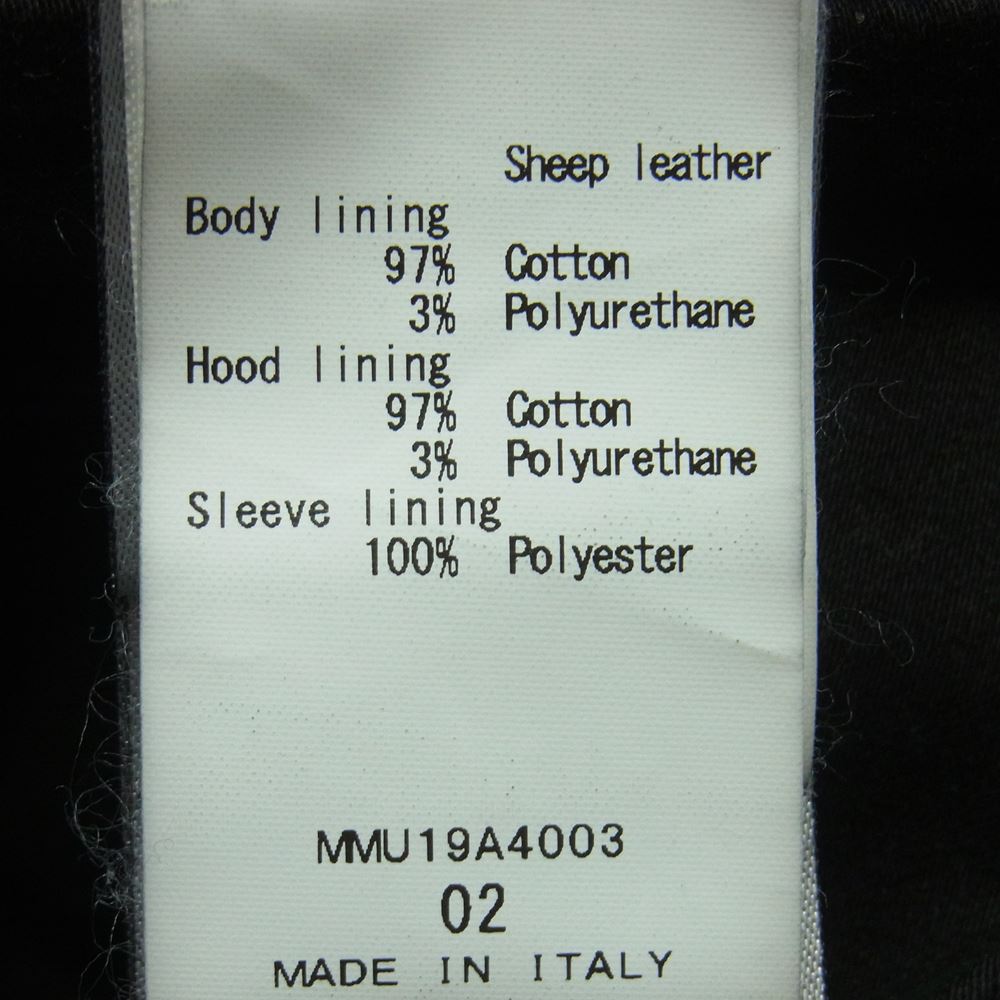 Sheep leather
Body lining
97% Cotton
3% Polyurethane
Hood lining
97% Cotton
3% Polyurethane
Sleeve lining
100% Polyester
MMU19A4003
02
MADE IN ITALY